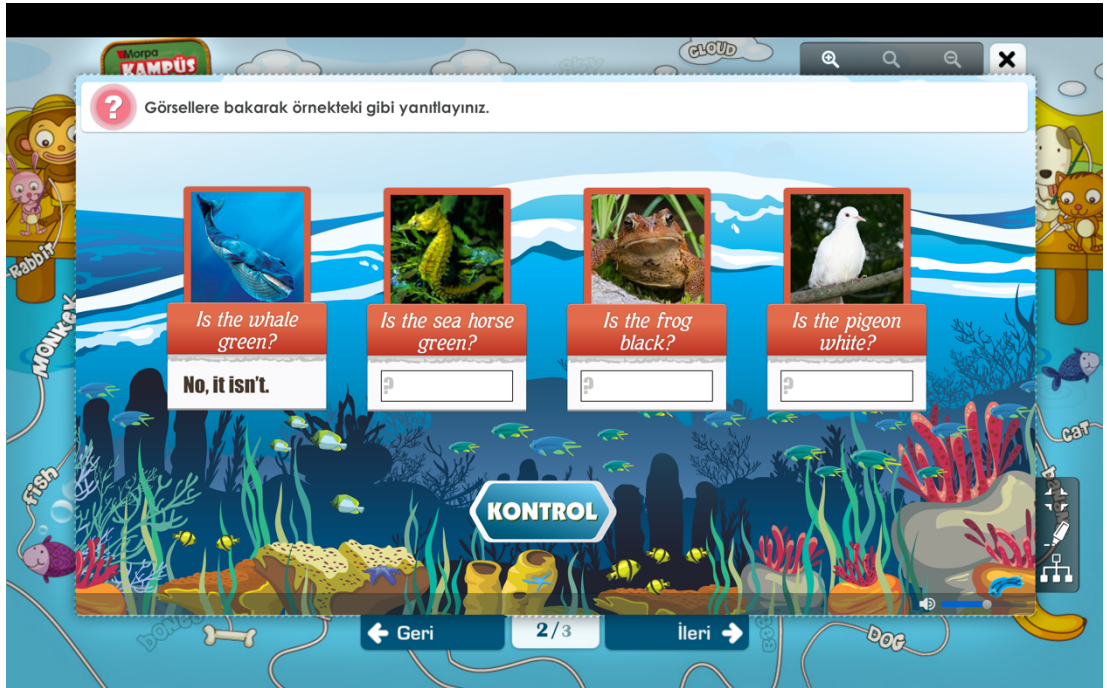 Morpa
KAMPÜS
CLOUD
sky
Görsellere bakarak örnekteki gibi yanıtlayınız.
Rabbit
MONKEY
Is the whale
green?
Is the sea horse
green?
Is the frog
black?
Is the pigeon
white?
No, it isn't.
?
?
?
cat
fish
KONTROL
Geri
2/3
İleri
DOG